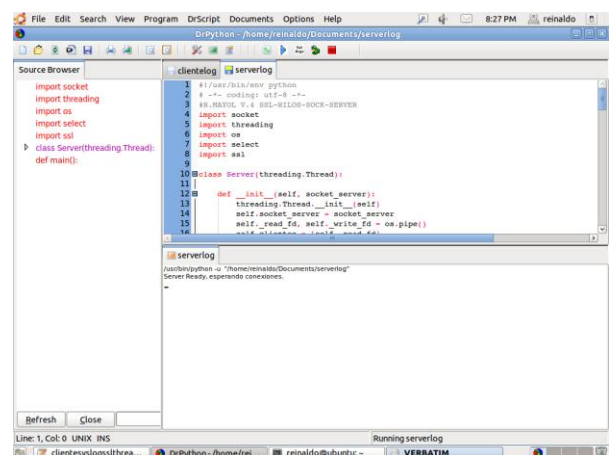 File Edit Search View Program DrScript Documents Options Help 8:27 PM reinaldo
DrPython - /home/reinaldo/Documents/serverlog
Source Browser
import socket
import threading
import os
import select
import ssl
class Server(threading.Thread):
def main():
clientelog serverlog
1 #!/usr/bin/env python
2 # -*- coding: utf-8 -*-
3 #R.MAYOL V.4 SSL-HILOS-SOCK-SERVER
4 import socket
5 import threading
6 import os
7 import select
8 import ssl
9
10 class Server(threading.Thread):
11
12 def __init__(self, socket_server):
13 threading.Thread.__init__(self)
14 self.socket_server = socket_server
15 self._read_fd, self._write_fd = os.pipe()
16
serverlog
/usr/bin/python -u "/home/reinaldo/Documents/serverlog"
Server Ready, esperando conexiones.
Refresh Close
Line: 1, Col: 0 UNIX INS Running serverlog
clientesyslogsslthrea... DrPython - /home/rei... reinaldo@ubuntu: ~ VERBATIM